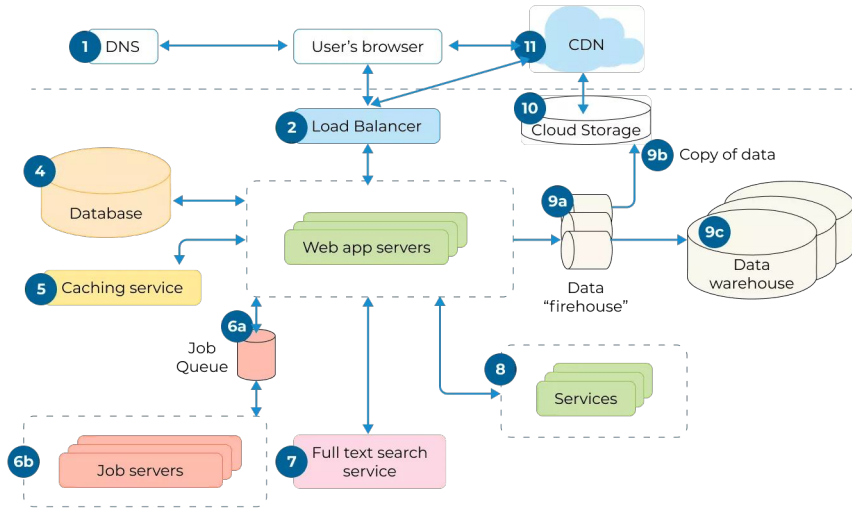 1 DNS
User's browser
11 CDN
2 Load Balancer
10
Cloud Storage
4
Database
9b Copy of data
9a
9c
Web app servers
Data
warehouse
5 Caching service
Data
“firehouse”
6a
Job
Queue
8
Services
6b Job servers
7 Full text search
service